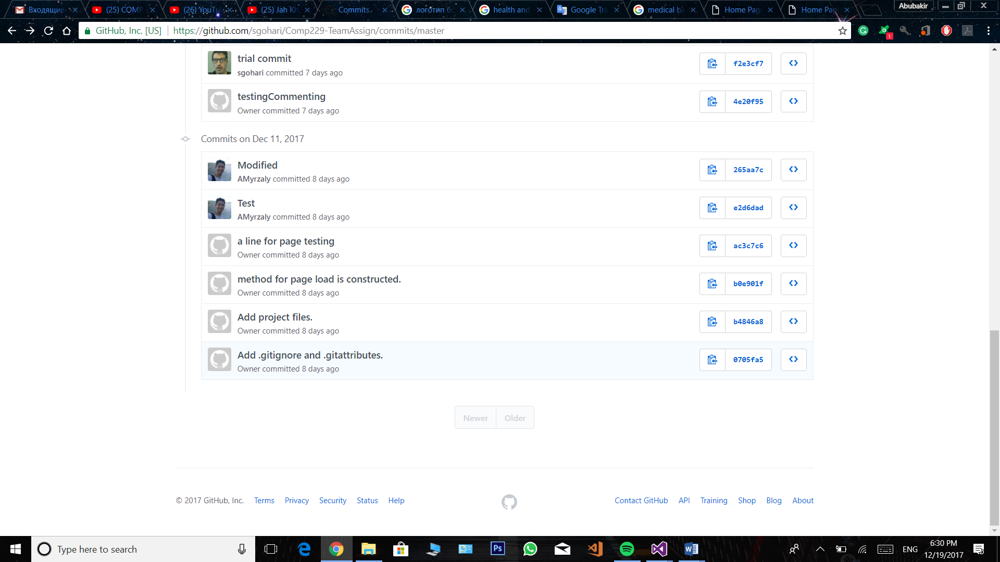 Входящие
(25) COMP
(26) YouTu
(25) Jah Kh
Commits
логотип бо
health and
Google Tra
medical ba
Home Pag
Home Pag
Abubakir
GitHub, Inc. [US]
https://github.com/sgohari/Comp229-TeamAssign/commits/master
1
trial commit
sgohari committed 7 days ago
f2e3cf7
testingCommenting
Owner committed 7 days ago
4e20f95
Commits on Dec 11, 2017
Modified
AMyrzaly committed 8 days ago
265aa7c
Test
AMyrzaly committed 8 days ago
e2d6dad
a line for page testing
Owner committed 8 days ago
ac3c7c6
method for page load is constructed.
Owner committed 8 days ago
b0e901f
Add project files.
Owner committed 8 days ago
b4846a8
Add .gitignore and .gitattributes.
Owner committed 8 days ago
0705fa5
Newer Older
© 2017 GitHub, Inc. Terms Privacy Security Status Help
Contact GitHub API Training Shop Blog About
Type here to search
Ps
ENG
6:30 PM
12/19/2017